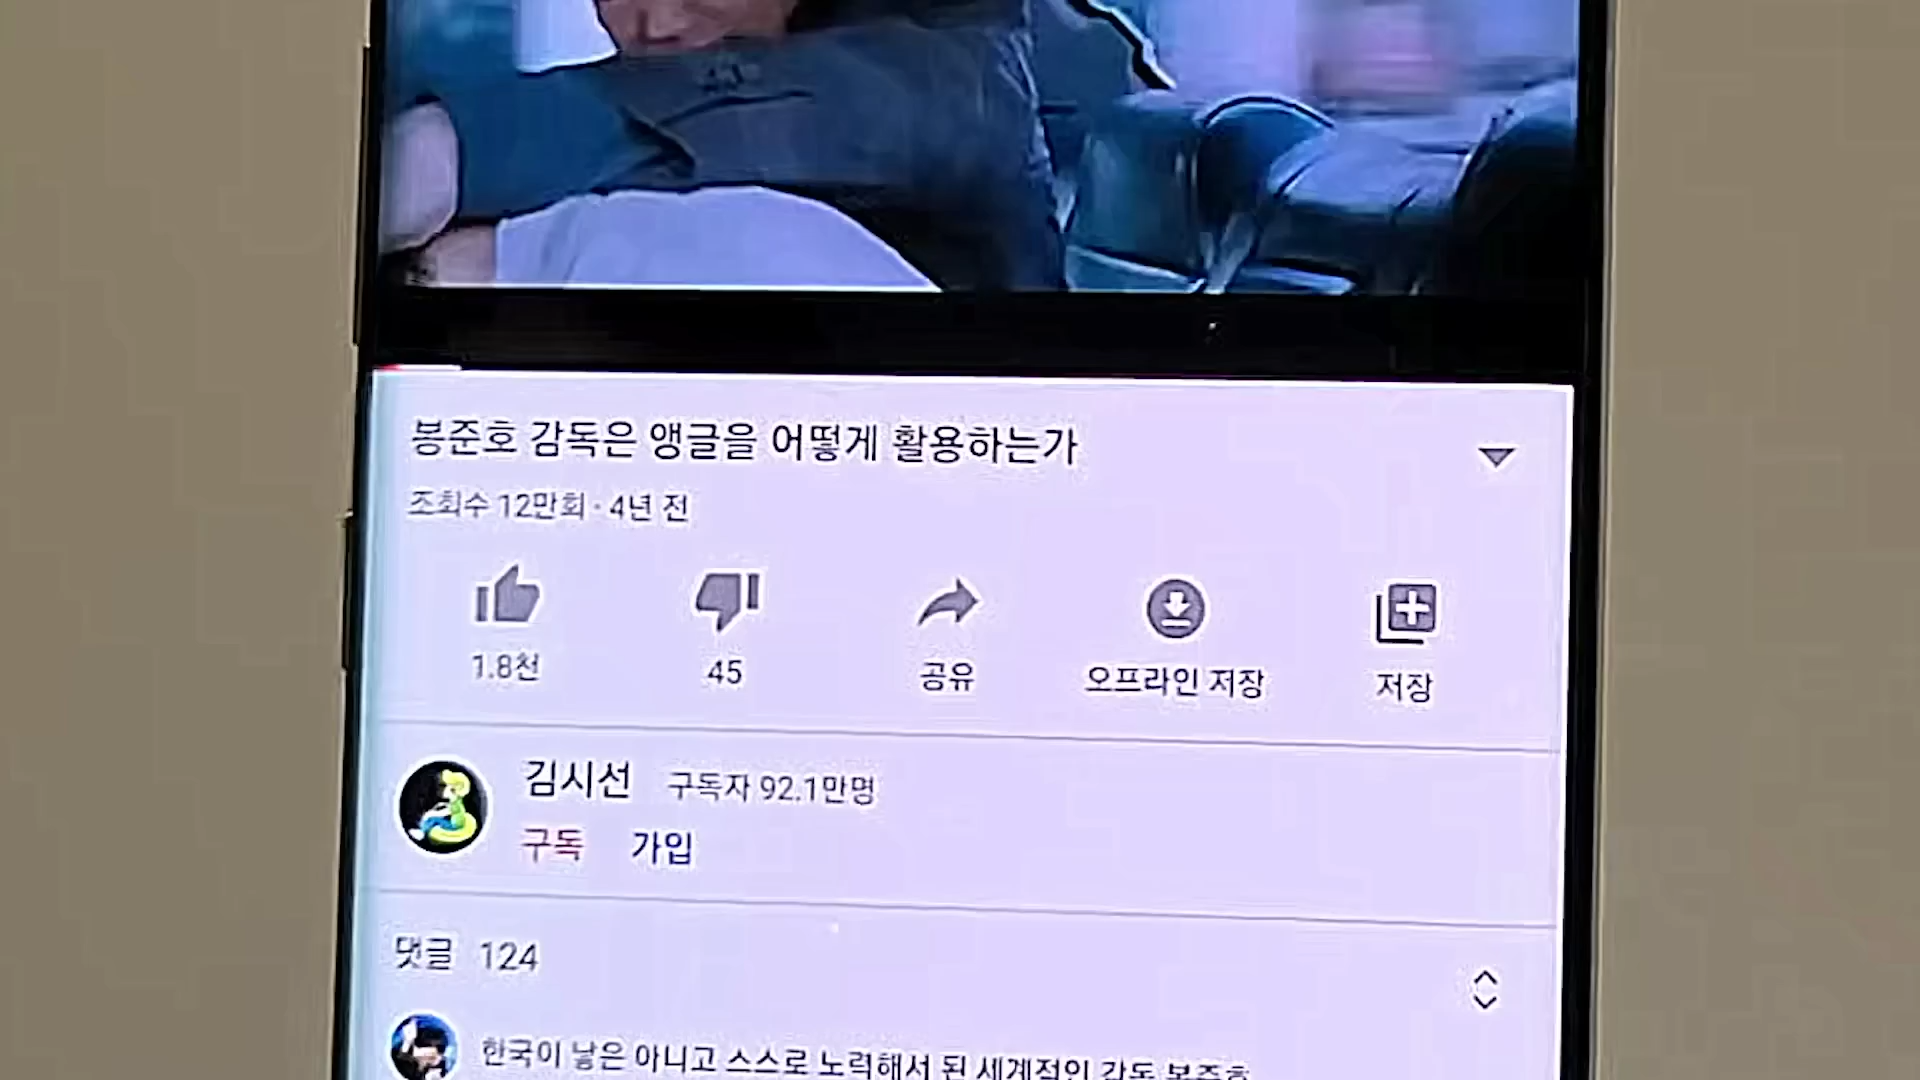 봉준호 감독은 앵글을 어떻게 활용하는가
조회수 12만회 · 4년 전
1.8천 45 공유 오프라인 저장 저장
김시선 구독자 92.1만명
구독 가입
댓글 124
한국이 낳은 아니고 스스로 노력해서 된 세계적인 감독 봉준호